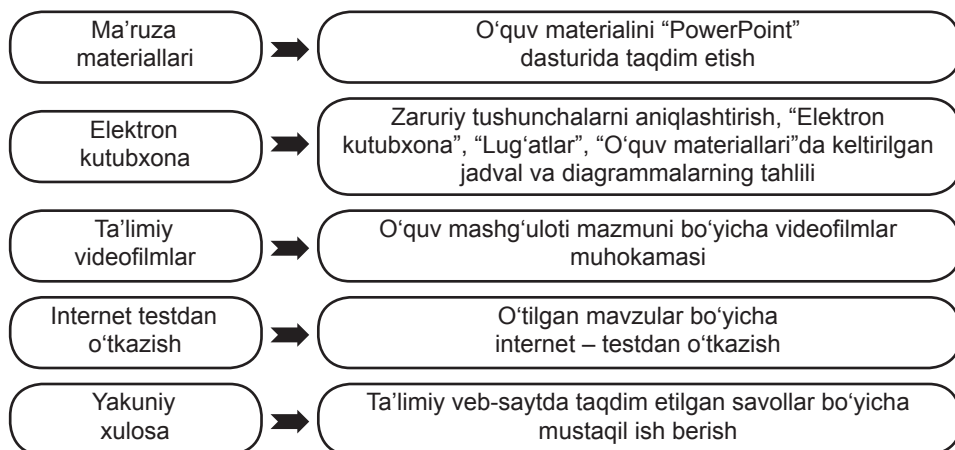 Ma’ruza
materiallari
O‘quv materialini “PowerPoint”
dasturida taqdim etish
Elektron
kutubxona
Zaruriy tushunchalarni aniqlashtirish, “Elektron
kutubxona”, “Lug‘atlar”, “O‘quv materiallari”da keltirilgan
jadval va diagrammalarning tahlili
Ta’limiy
videofilmlar
O‘quv mashg‘uloti mazmuni bo‘yicha videofilmlar
muhokamasi
Internet testdan
o‘tkazish
O‘tilgan mavzular bo‘yicha
internet – testdan o‘tkazish
Yakuniy
xulosa
Ta’limiy veb-saytda taqdim etilgan savollar bo‘yicha
mustaqil ish berish